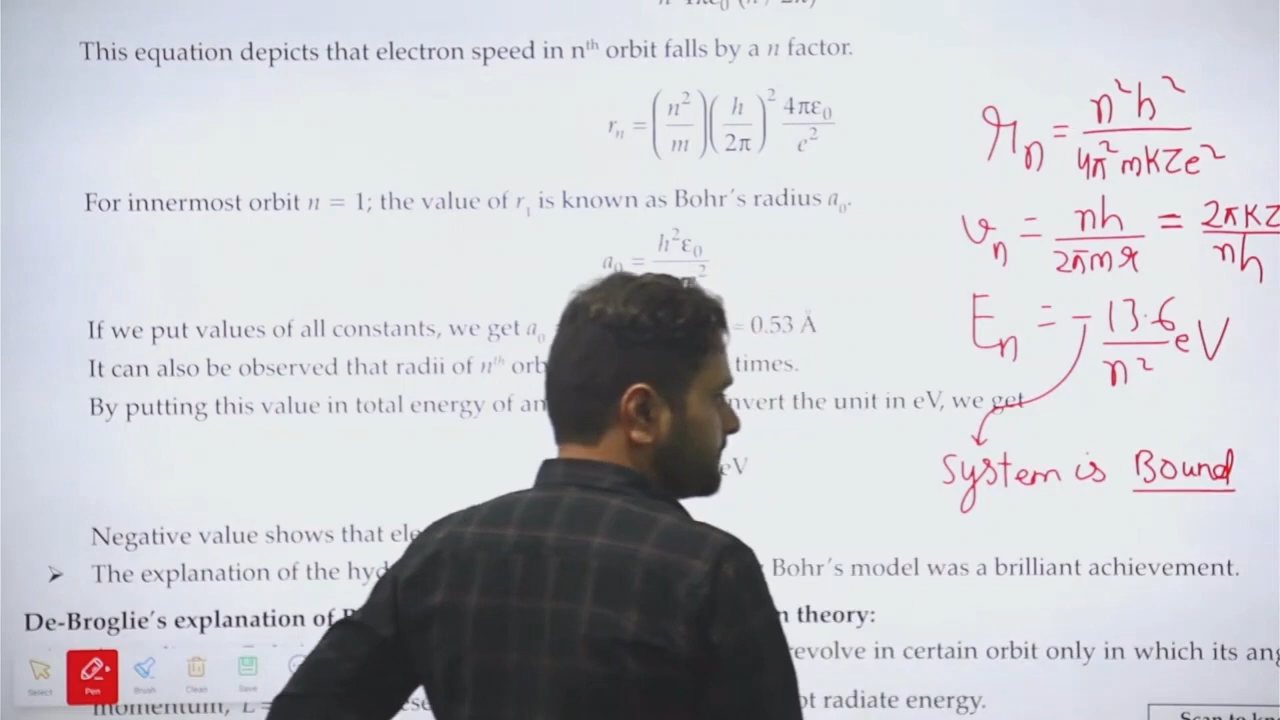 This equation depicts that electron speed in nᵗʰ orbit falls by a n factor.
rₙ = (n²/m)(h/2π)² 4πε₀/e²
For innermost orbit n = 1; the value of r₁ is known as Bohr's radius a₀.
a₀ = h²ε₀
If we put values of all constants, we get a₀ = 0.53 Å
It can also be observed that radii of nᵗʰ orb times.
By putting this value in total energy of an nvert the unit in eV, we get
eV
Negative value shows that ele
➤ The explanation of the hyd Bohr's model was a brilliant achievement.
De-Broglie's explanation of n theory:
revolve in certain orbit only in which its ang
momentum, L = ot radiate energy.
rₙ = n²h²/4π²mKZe²
vₙ = nh/2πmr = 2πKZ/nh
Eₙ = -13.6/n² eV
System is Bound
Select
Pen
Brush
Clean
Save